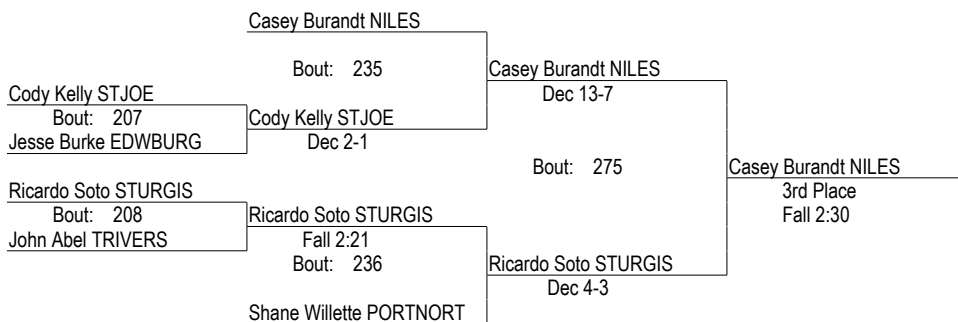 Casey Burandt NILES
Bout: 235
Casey Burandt NILES
Cody Kelly STJOE
Dec 13-7
Bout: 207
Cody Kelly STJOE
Jesse Burke EDWBURG
Dec 2-1
Bout: 275
Casey Burandt NILES
Ricardo Soto STURGIS
3rd Place
Bout: 208
Ricardo Soto STURGIS
Fall 2:30
John Abel TRIVERS
Fall 2:21
Bout: 236
Ricardo Soto STURGIS
Dec 4-3
Shane Willette PORTNORT